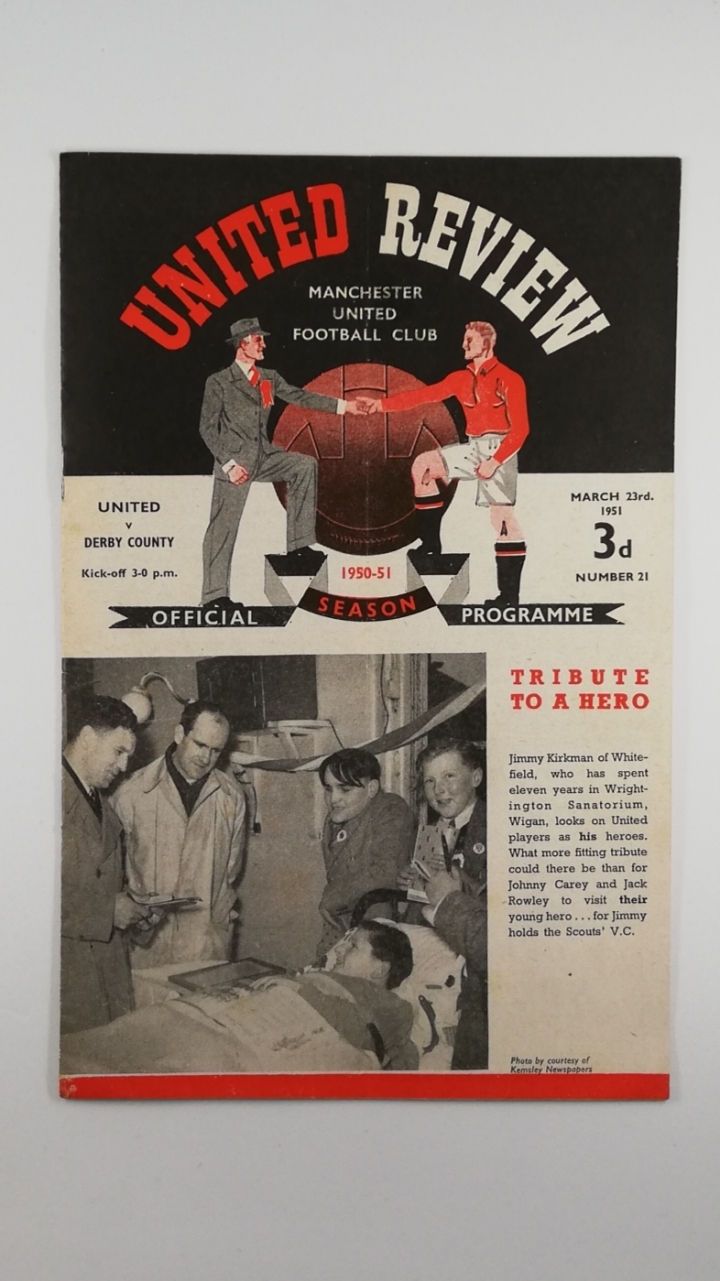 UNITED REVIEW
MANCHESTER
UNITED
FOOTBALL CLUB
UNITED
v
DERBY COUNTY
Kick-off 3-0 p.m.
MARCH 23rd.
1951
3d
NUMBER 21
1950-51
OFFICIAL SEASON PROGRAMME
TRIBUTE
TO A HERO
Jimmy Kirkman of White-
field, who has spent
eleven years in Wright-
ington Sanatorium,
Wigan, looks on United
players as his heroes.
What more fitting tribute
could there be than for
Johnny Carey and Jack
Rowley to visit their
young hero . . . for Jimmy
holds the Scouts' V.C.
Photo by courtesy of
Kemsley Newspapers